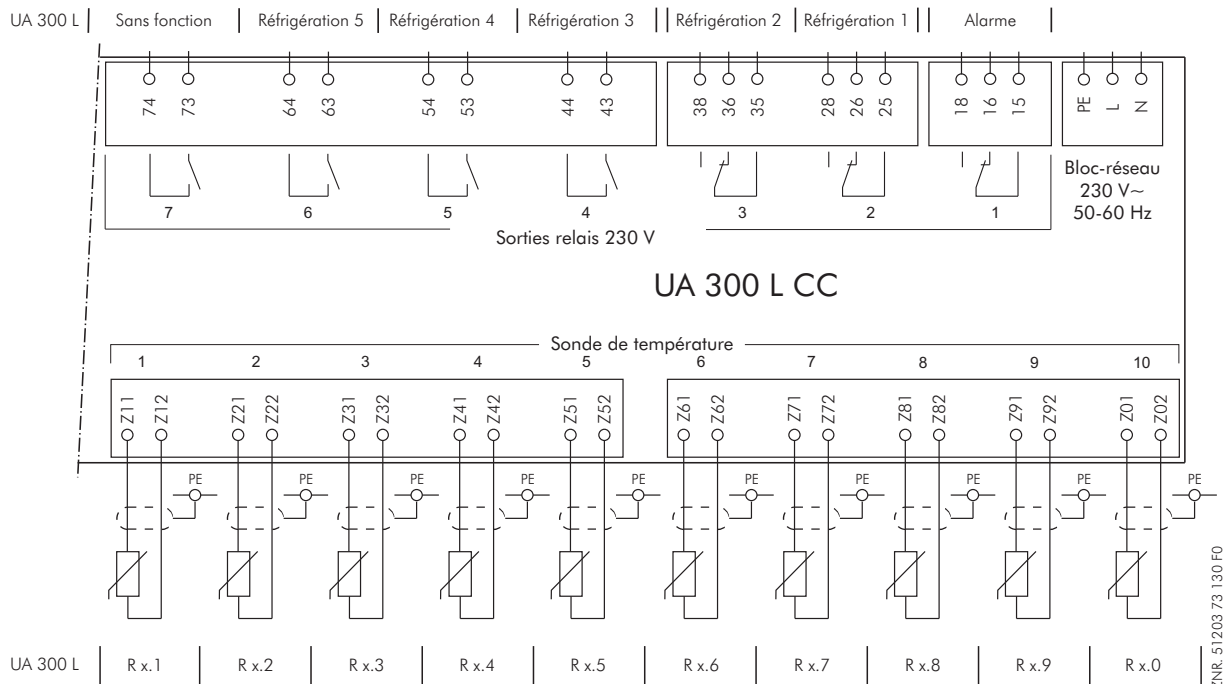 UA 300 L | Sans fonction | Réfrigération 5 | Réfrigération 4 | Réfrigération 3 || Réfrigération 2 | Réfrigération 1 || Alarme |
74 73 64 63 54 53 44 43 38 36 35 28 26 25 18 16 15 PE L N
Bloc-réseau
230 V~
50-60 Hz
7 6 5 4 3 2 1
Sorties relais 230 V
UA 300 L CC
Sonde de température
1 2 3 4 5 6 7 8 9 10
Z11 Z12 Z21 Z22 Z31 Z32 Z41 Z42 Z51 Z52 Z61 Z62 Z71 Z72 Z81 Z82 Z91 Z92 Z01 Z02
PE PE PE PE PE PE PE PE PE PE
UA 300 L | R x.1 | R x.2 | R x.3 | R x.4 | R x.5 | R x.6 | R x.7 | R x.8 | R x.9 | R x.0 |
ZNR. 51203 73 130 F0